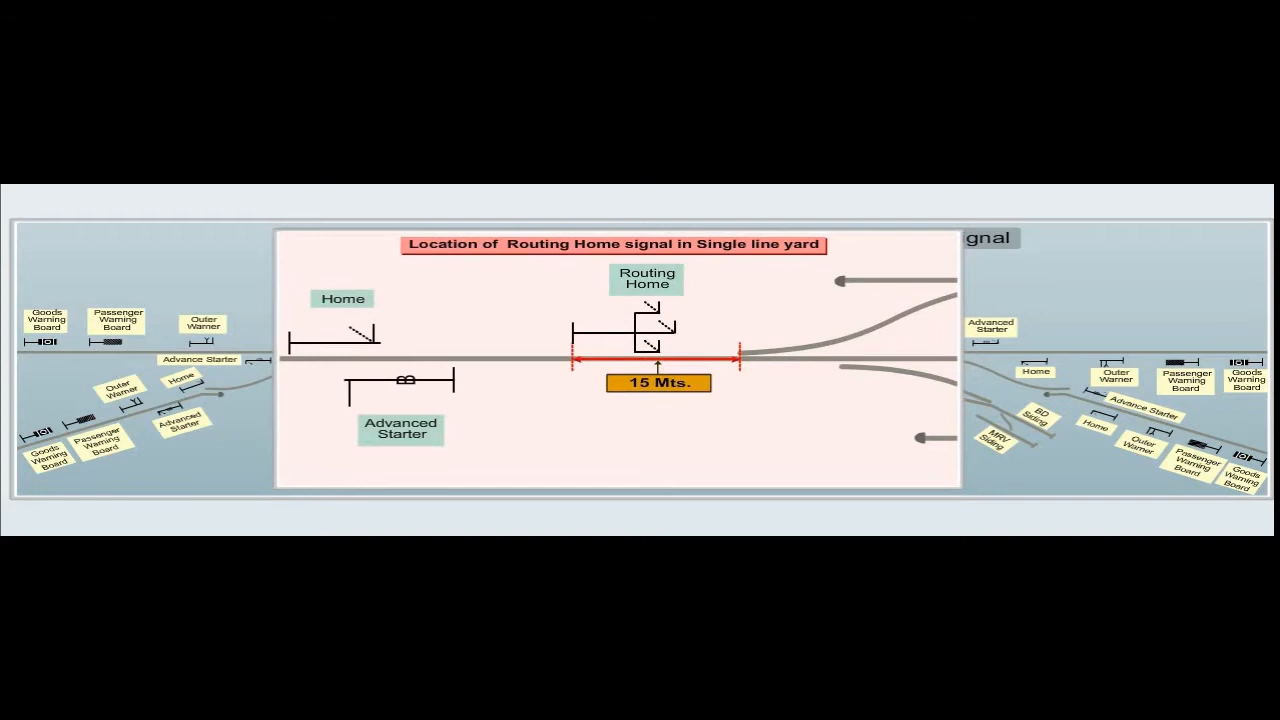 Location of Routing Home signal in Single line yard
gnal
Routing
Home
Home
15 Mts.
Advanced
Starter
Goods
Warning
Board
Passenger
Warning
Board
Outer
Warner
Advance Starter
Home
Outer
Warner
Advanced
Starter
Passenger
Warning
Board
Goods
Warning
Board
Advanced
Starter
Home
Outer
Warner
Passenger
Warning
Board
Goods
Warning
Board
Advance Starter
BD
Siding
MRV
Siding
Home
Outer
Warner
Passenger
Warning
Board
Goods
Warning
Board